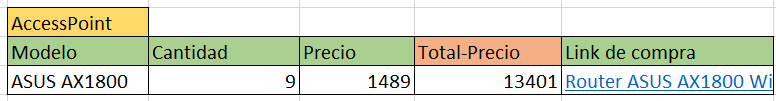 AccessPoint
Modelo Cantidad Precio Total-Precio Link de compra
ASUS AX1800 9 1489 13401 Router ASUS AX1800 Wi